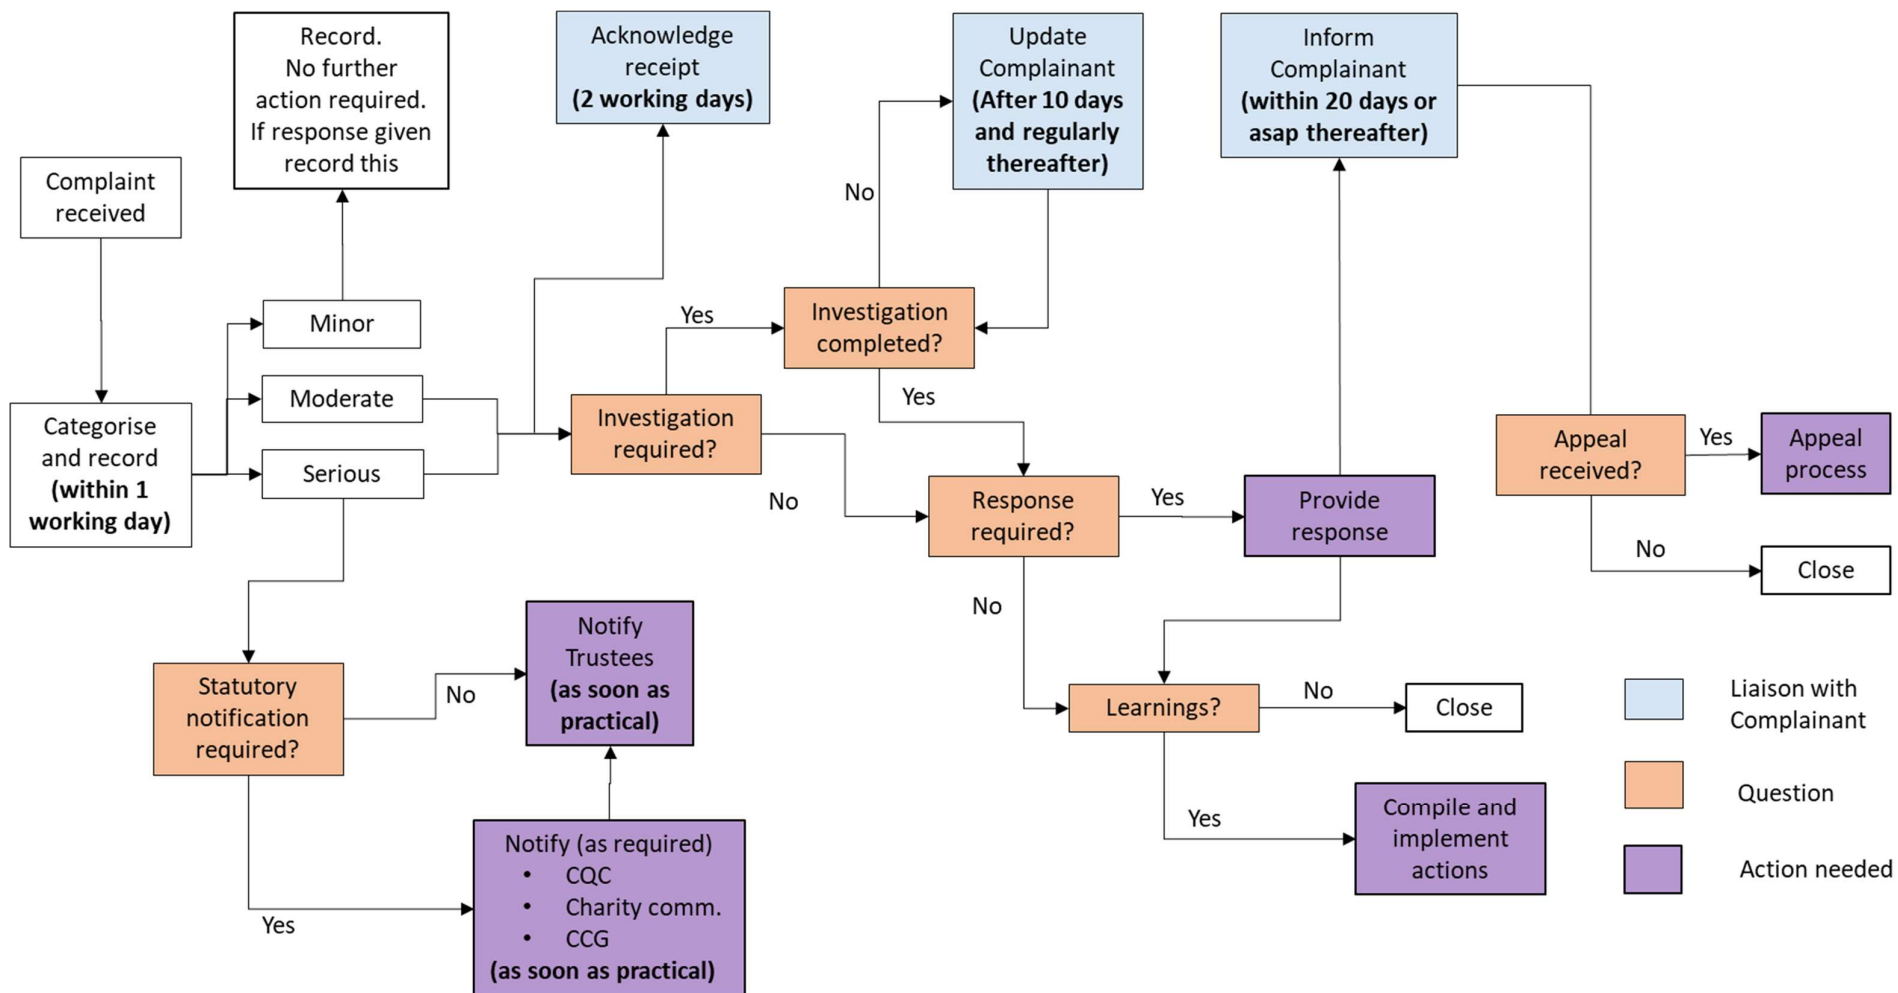 Complaint
received
Categorise
and record
(within 1
working day)
Record.
No further
action required.
If response given
record this
Minor
Moderate
Serious
Acknowledge
receipt
(2 working days)
Investigation
required?
Yes
No
Investigation
completed?
No
Yes
Update
Complainant
(After 10 days
and regularly
thereafter)
Response
required?
Yes
No
Provide
response
Inform
Complainant
(within 20 days or
asap thereafter)
Appeal
received?
Yes
Appeal
process
No
Close
Statutory
notification
required?
No
Yes
Notify
Trustees
(as soon as
practical)
Notify (as required)
• CQC
• Charity comm.
• CCG
(as soon as practical)
Learnings?
No
Close
Yes
Compile and
implement
actions
Liaison with
Complainant
Question
Action needed